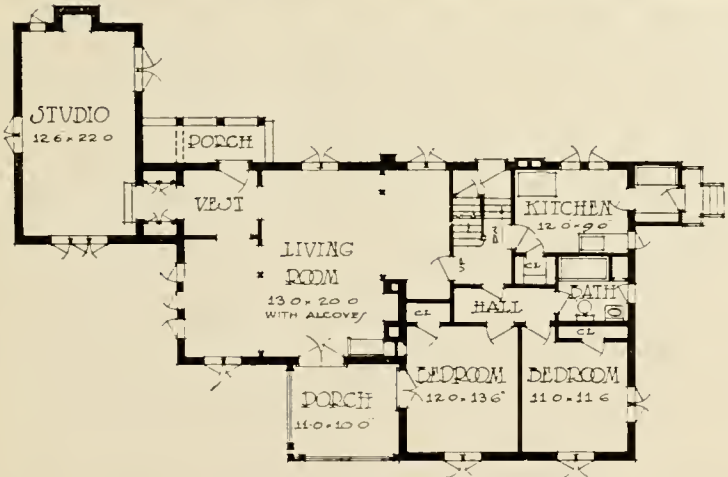 STUDIO
12 6 × 22 0
PORCH
VEST
KITCHEN
12 0 × 9 0
LIVING
ROOM
13 0 × 20 0
WITH ALCOVES
CL
BATH
HALL
CL
CL
BEDROOM
12 0 × 13 6"
BEDROOM
11 0 × 11 6
PORCH
11-0 × 10 0"